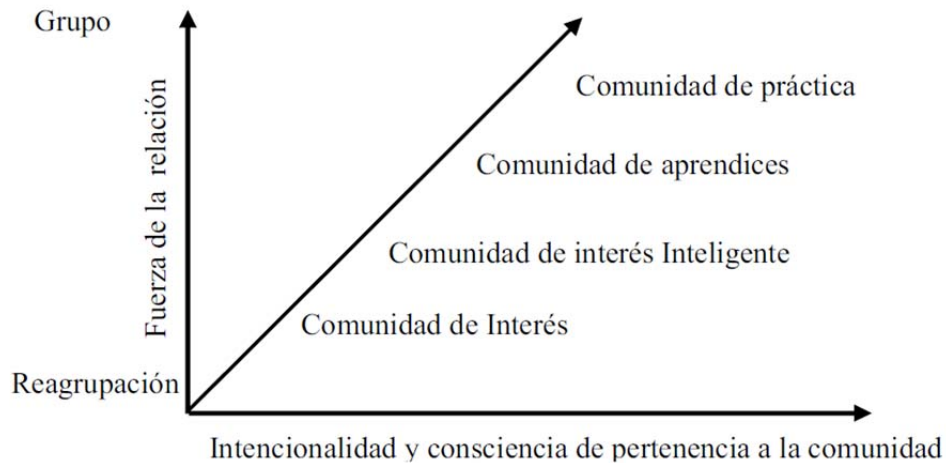 Grupo
Fuerza de la relación
Comunidad de práctica
Comunidad de aprendices
Comunidad de interés Inteligente
Comunidad de Interés
Reagrupación
Intencionalidad y consciencia de pertenencia a la comunidad